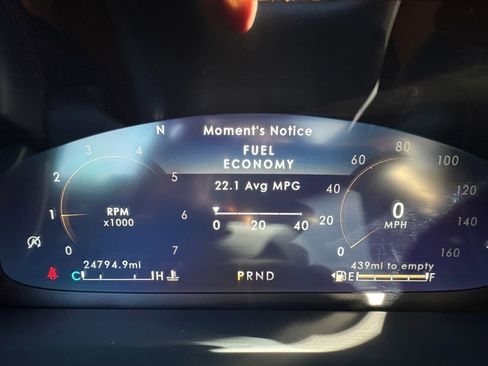 N
Moment's Notice
FUEL
ECONOMY
22.1 Avg MPG
0 20 40
0 1 2 3 4 5 6 7
RPM
x1000
0 20 40 60 80 100 120 140 160
0
MPH
24794.9mi
C H
PRND
439mi to empty
E F